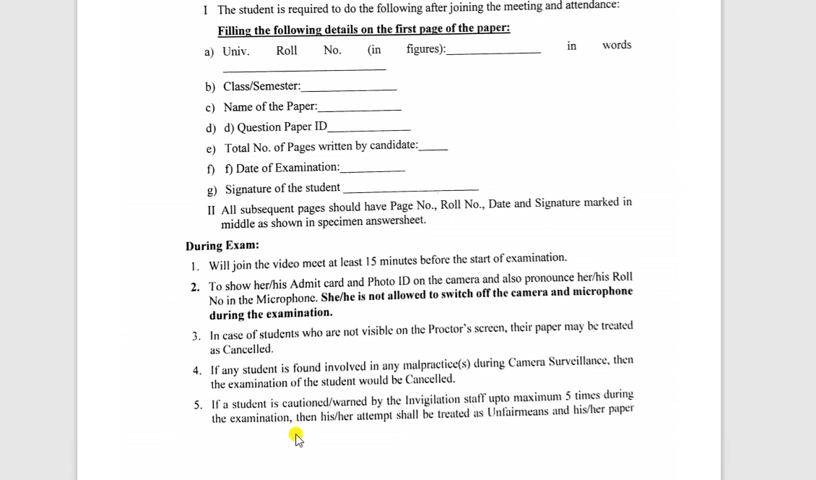 I The student is required to do the following after joining the meeting and attendance:
Filling the following details on the first page of the paper:
a) Univ. Roll No. (in figures):____________ in words
____________________
b) Class/Semester:____________
c) Name of the Paper:___________
d) d) Question Paper ID___________
e) Total No. of Pages written by candidate:____
f) f) Date of Examination:________
g) Signature of the student _________________
II All subsequent pages should have Page No., Roll No., Date and Signature marked in
middle as shown in specimen answersheet.
During Exam:
1. Will join the video meet at least 15 minutes before the start of examination.
2. To show her/his Admit card and Photo ID on the camera and also pronounce her/his Roll
No in the Microphone. She/he is not allowed to switch off the camera and microphone
during the examination.
3. In case of students who are not visible on the Proctor's screen, their paper may be treated
as Cancelled.
4. If any student is found involved in any malpractice(s) during Camera Surveillance, then
the examination of the student would be Cancelled.
5. If a student is cautioned/warned by the Invigilation staff upto maximum 5 times during
the examination, then his/her attempt shall be treated as Unfairmeans and his/her paper